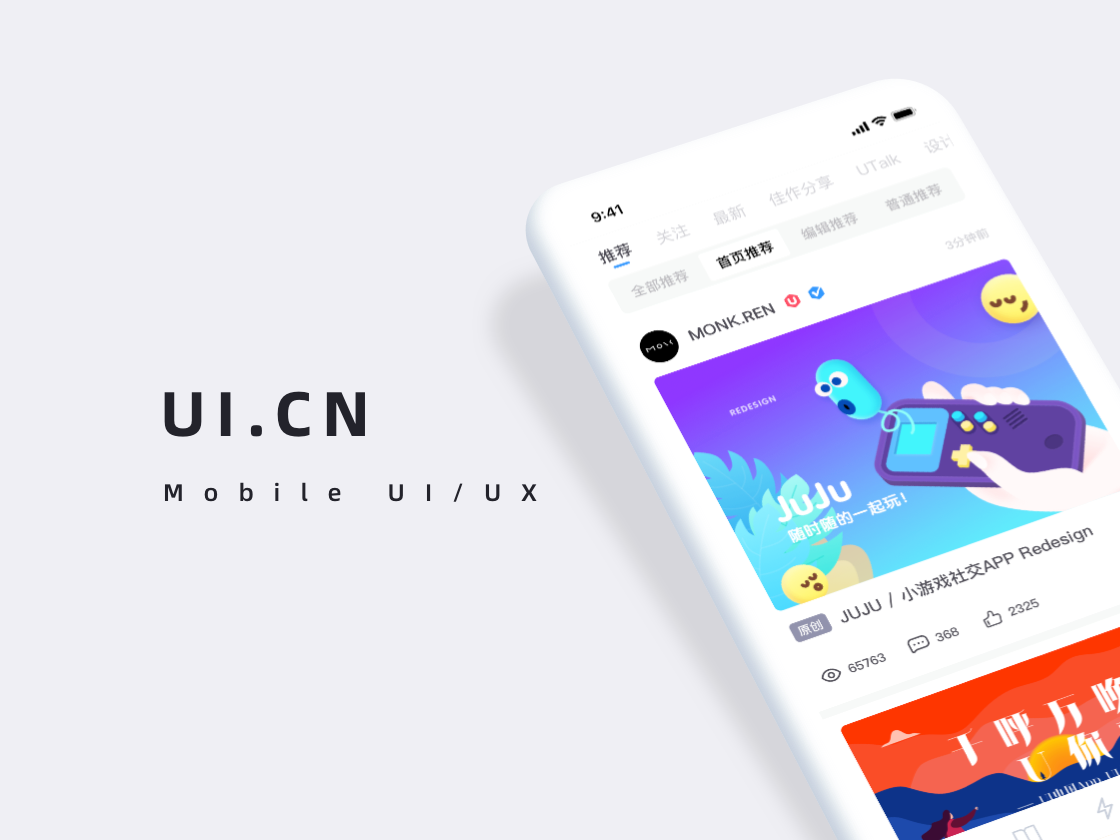 UI.CN
Mobile UI/UX
9:41
推荐 关注 最新 佳作分享 UTalk 设计
全部推荐 首页推荐 编辑推荐 普通推荐
MONK.REN
3分钟前
REDESIGN
JuJu
随时随的一起玩!
原创 JUJU / 小游戏社交APP Redesign
65763 368 2325
千呼万唤
U 你